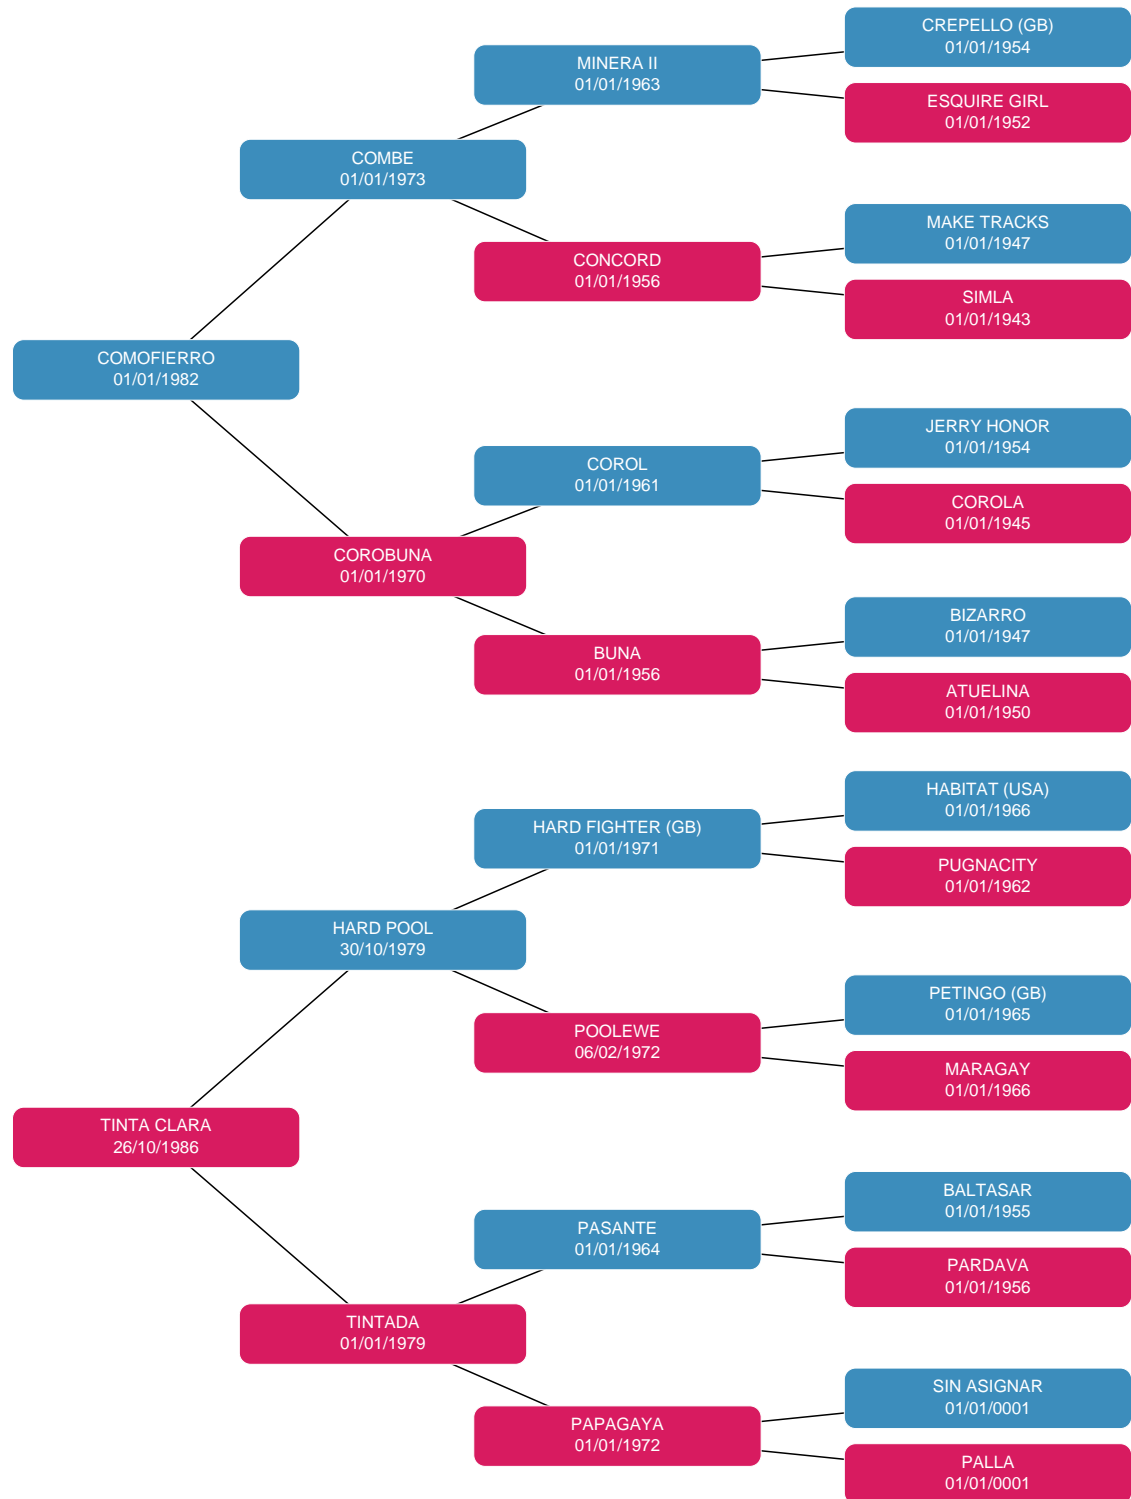 CREPELLO (GB)
01/01/1954
MINERA II
01/01/1963
ESQUIRE GIRL
01/01/1952
COMBE
01/01/1973
MAKE TRACKS
01/01/1947
CONCORD
01/01/1956
SIMLA
01/01/1943
COMOFIERRO
01/01/1982
JERRY HONOR
01/01/1954
COROL
01/01/1961
COROLA
01/01/1945
COROBUNA
01/01/1970
BIZARRO
01/01/1947
BUNA
01/01/1956
ATUELINA
01/01/1950
HABITAT (USA)
01/01/1966
HARD FIGHTER (GB)
01/01/1971
PUGNACITY
01/01/1962
HARD POOL
30/10/1979
PETINGO (GB)
01/01/1965
POOLEWE
06/02/1972
MARAGAY
01/01/1966
TINTA CLARA
26/10/1986
BALTASAR
01/01/1955
PASANTE
01/01/1964
PARDAVA
01/01/1956
TINTADA
01/01/1979
SIN ASIGNAR
01/01/0001
PAPAGAYA
01/01/1972
PALLA
01/01/0001